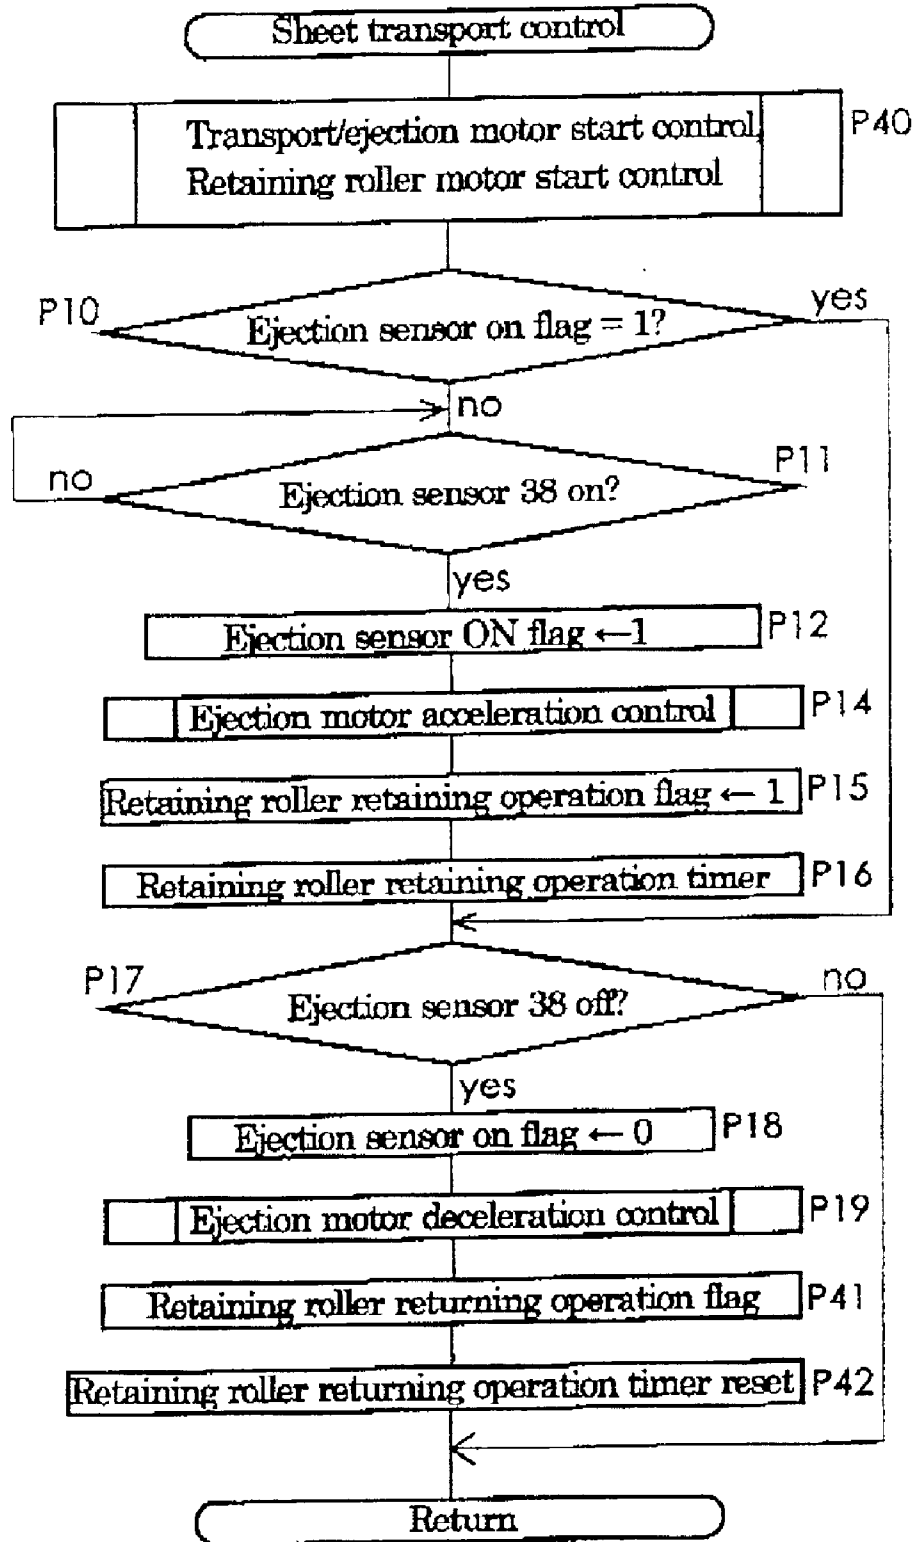 Sheet transport control
Transport/ejection motor start control,
Retaining roller motor start control
P40
P10
Ejection sensor on flag = 1?
yes
no
P11
Ejection sensor 38 on?
no
yes
Ejection sensor ON flag ←1
P12
Ejection motor acceleration control
P14
Retaining roller retaining operation flag ← 1
P15
Retaining roller retaining operation timer
P16
P17
Ejection sensor 38 off?
no
yes
Ejection sensor on flag ← 0
P18
Ejection motor deceleration control
P19
Retaining roller returning operation flag
P41
Retaining roller returning operation timer reset
P42
Return